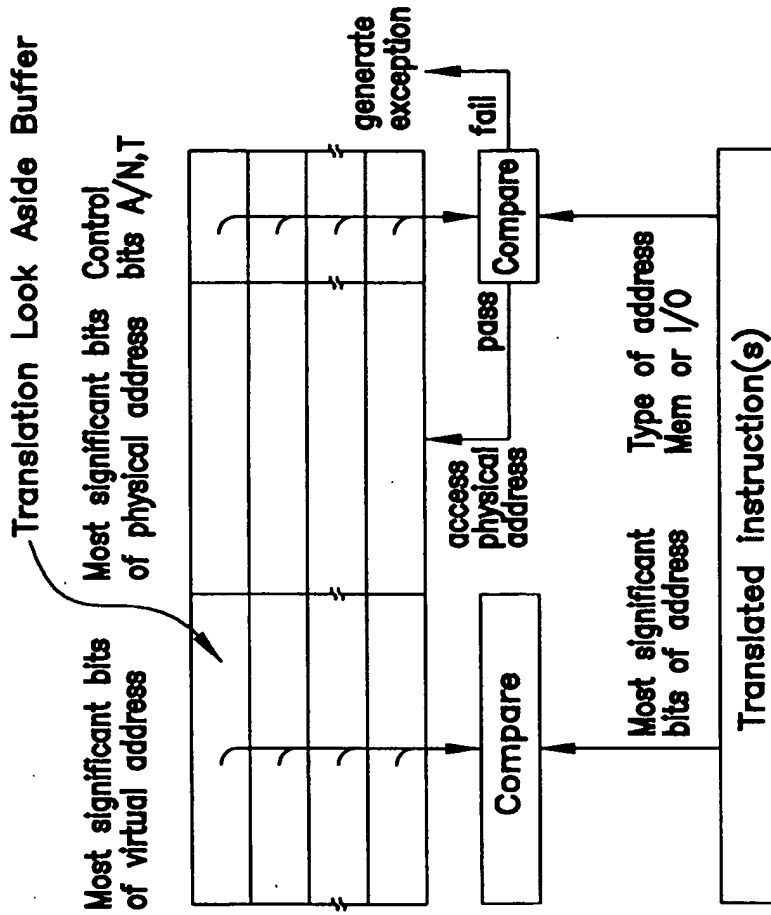 Translation Look Aside Buffer
Most significant bits
of virtual address
Most significant bits
of physical address
Control
bits A/N,T
generate
exception
access
physical
address
pass
fail
Compare
Compare
Most significant
bits of address
Type of address
Mem or I/O
Translated instruction(s)